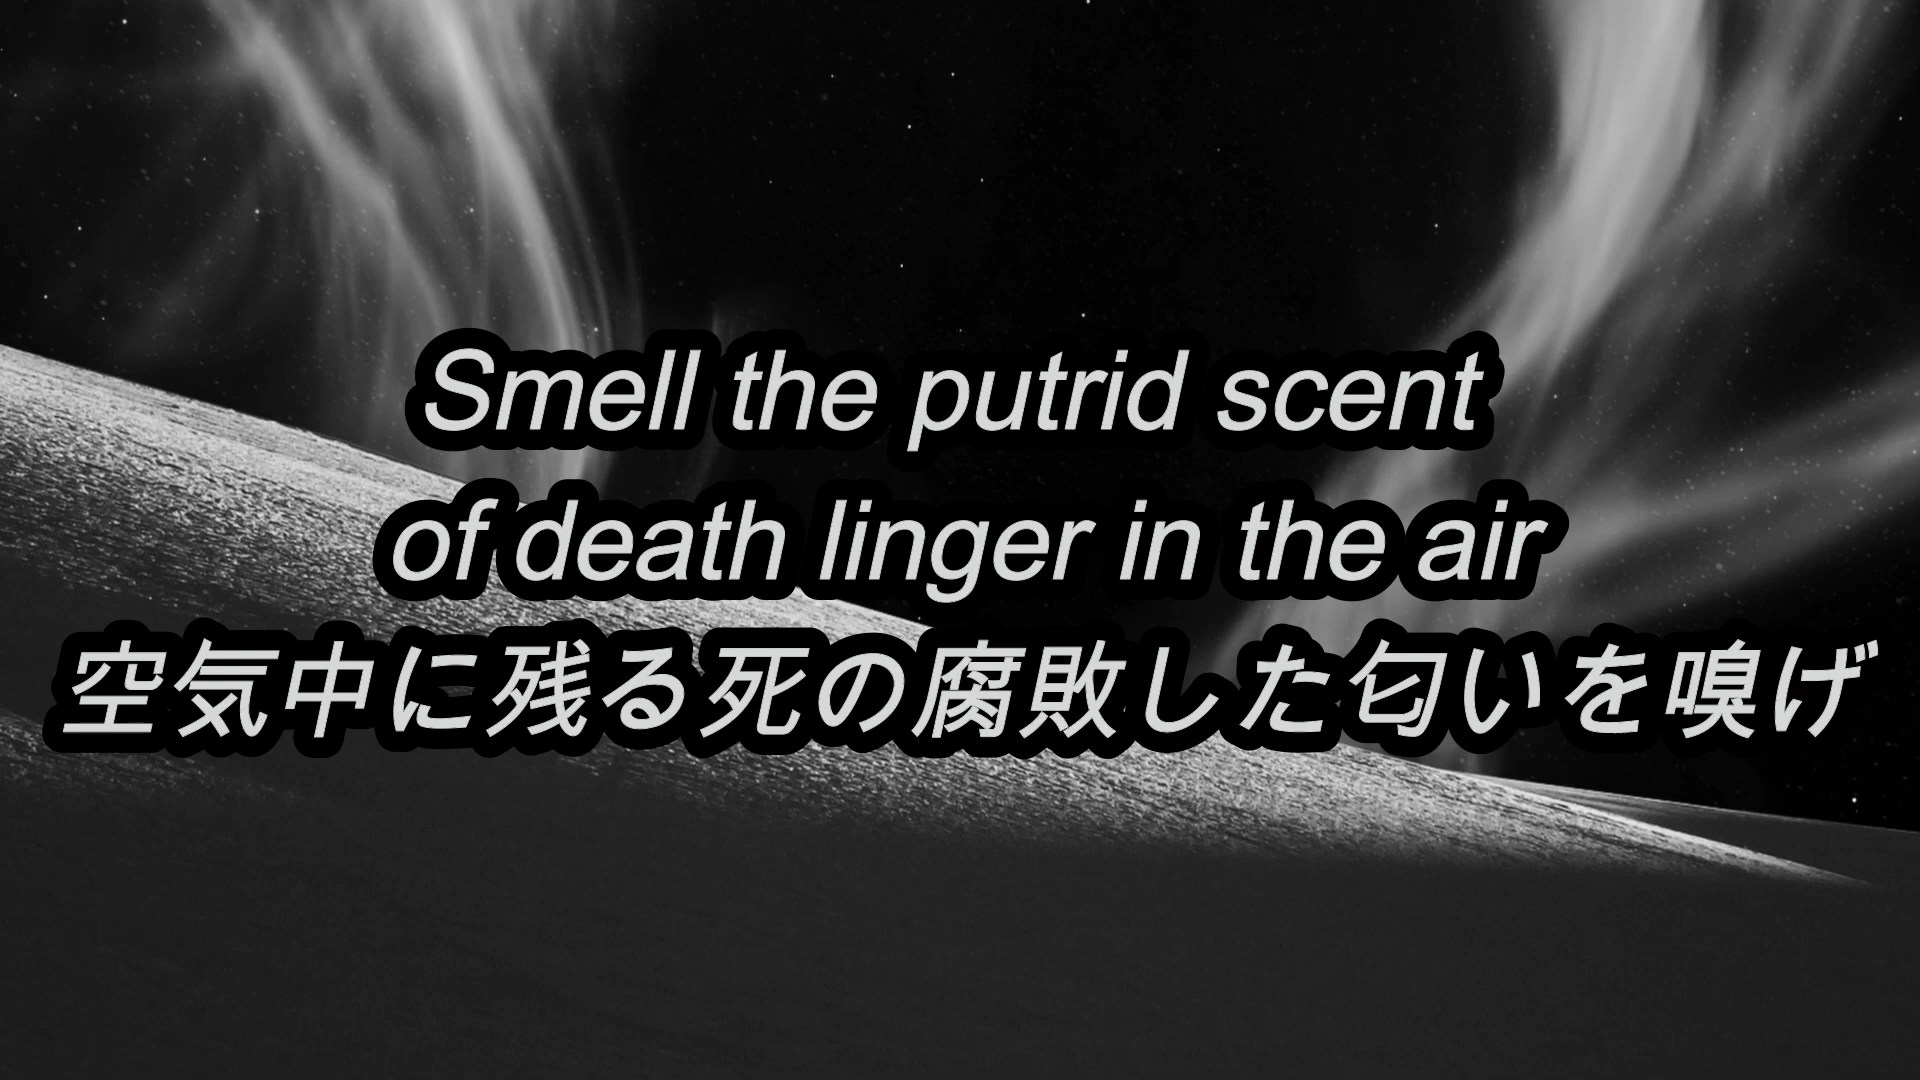 Smell the putrid scent
of death linger in the air
空気中に残る死の腐敗した匂いを嗅げ